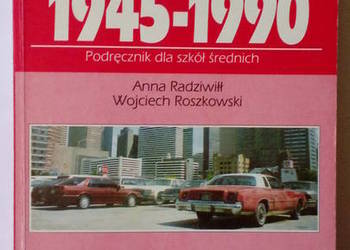 1945-1990
Podręcznik dla szkół średnich
Anna Radziwiłł
Wojciech Roszkowski